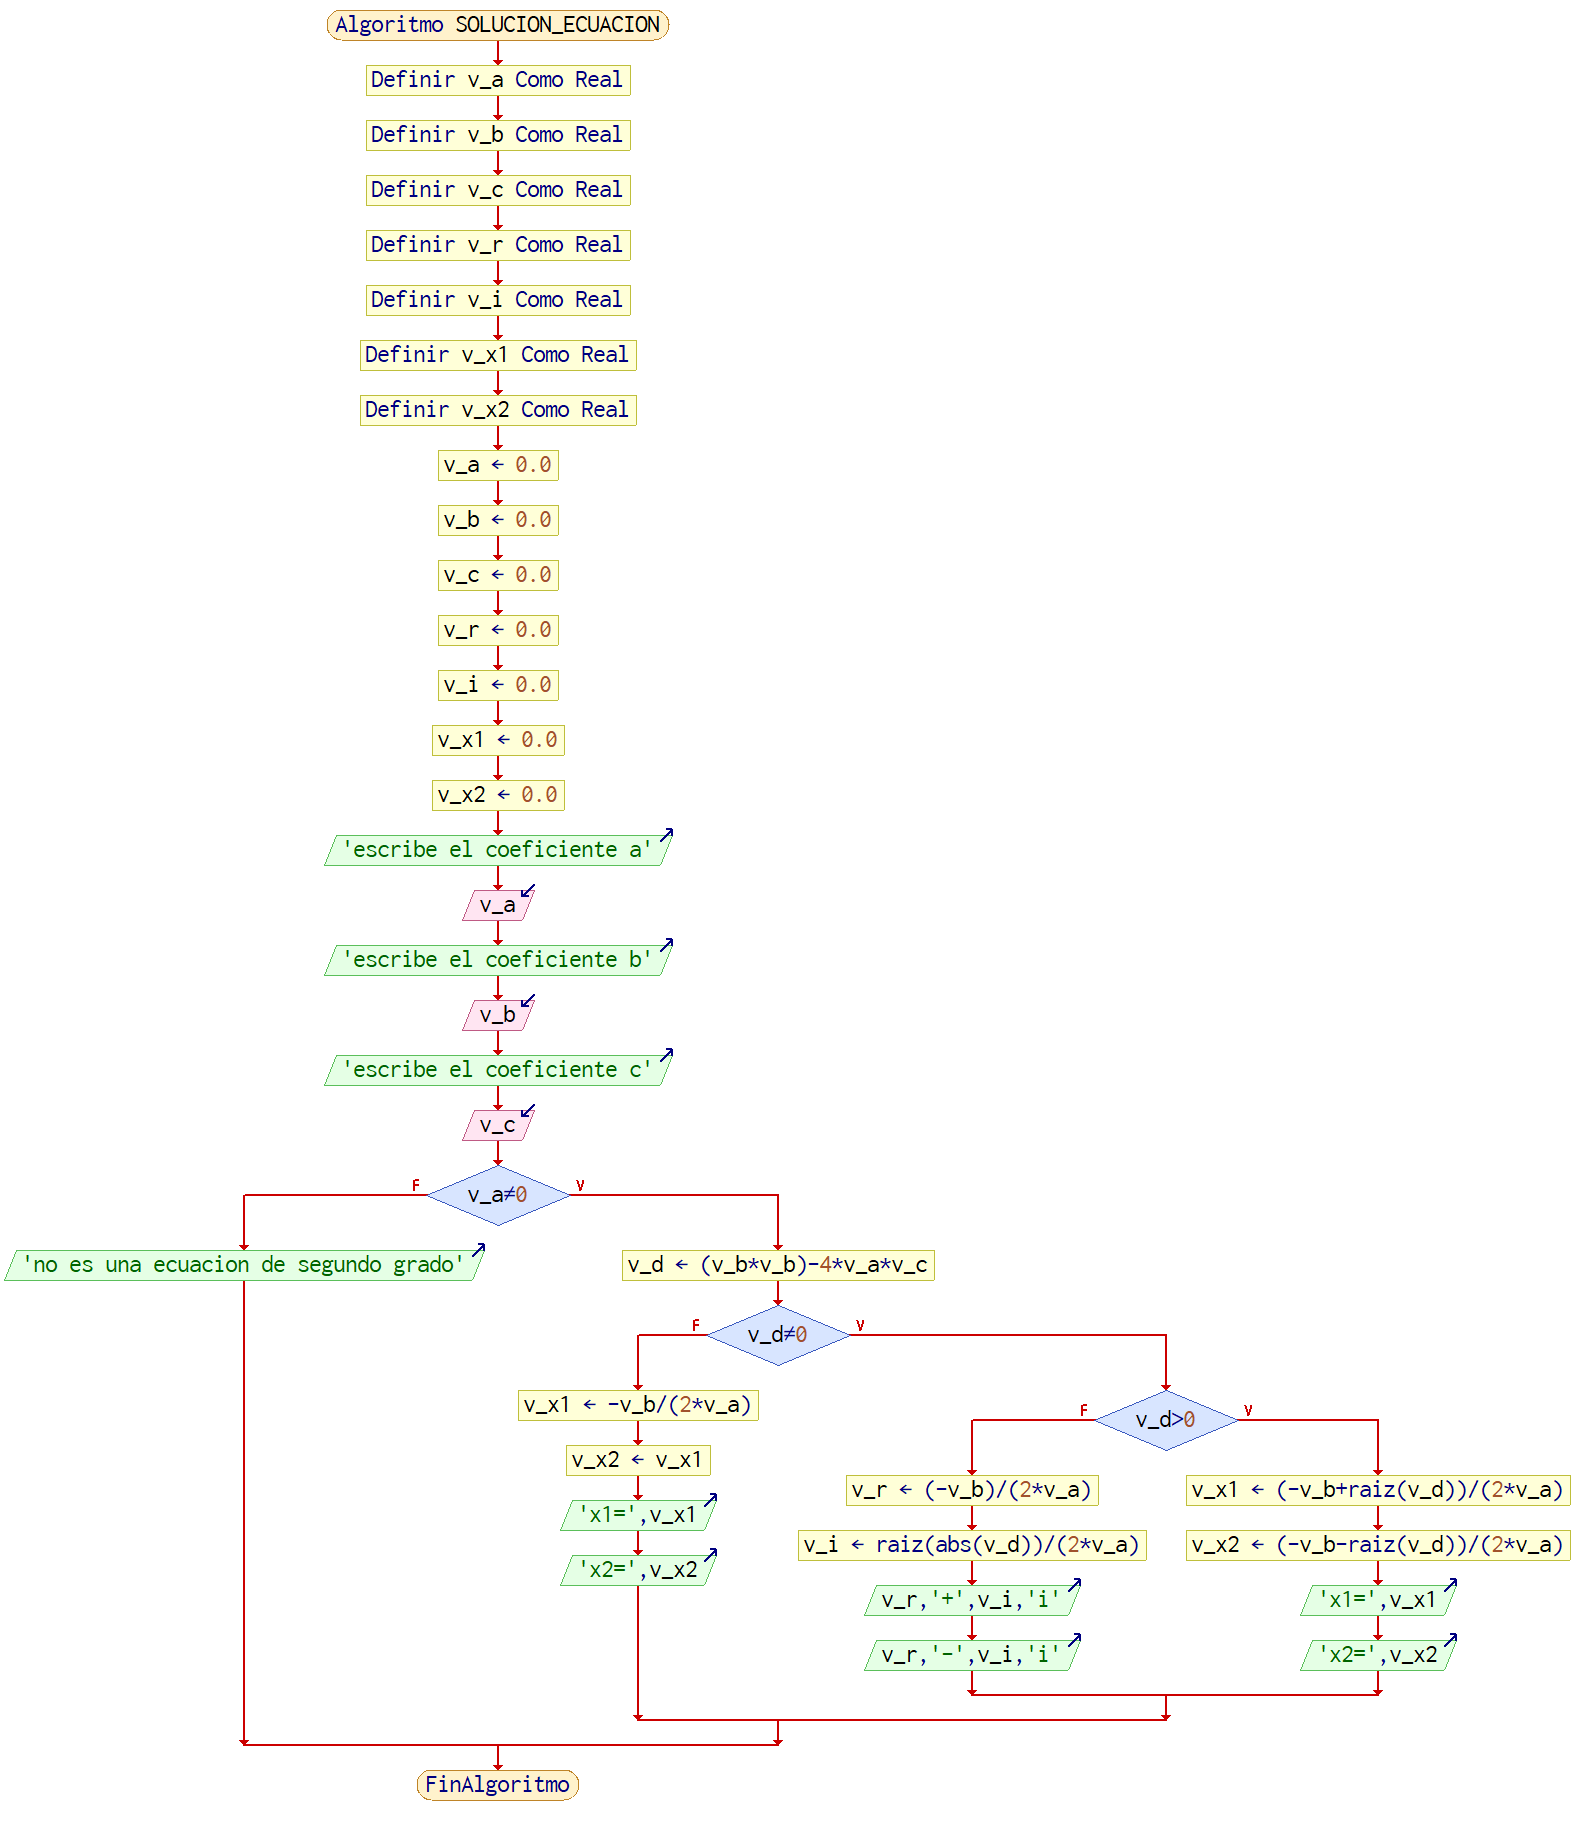 Algoritmo SOLUCION_ECUACION
Definir v_a Como Real
Definir v_b Como Real
Definir v_c Como Real
Definir v_r Como Real
Definir v_i Como Real
Definir v_x1 Como Real
Definir v_x2 Como Real
v_a ← 0.0
v_b ← 0.0
v_c ← 0.0
v_r ← 0.0
v_i ← 0.0
v_x1 ← 0.0
v_x2 ← 0.0
'escribe el coeficiente a'
v_a
'escribe el coeficiente b'
v_b
'escribe el coeficiente c'
v_c
F
v_a≠0
V
'no es una ecuacion de segundo grado'
v_d ← (v_b*v_b)-4*v_a*v_c
F
v_d≠0
V
v_x1 ← -v_b/(2*v_a)
v_x2 ← v_x1
'x1=',v_x1
'x2=',v_x2
F
v_d>0
V
v_r ← (-v_b)/(2*v_a)
v_i ← raiz(abs(v_d))/(2*v_a)
v_r,'+',v_i,'i'
v_r,'-',v_i,'i'
v_x1 ← (-v_b+raiz(v_d))/(2*v_a)
v_x2 ← (-v_b-raiz(v_d))/(2*v_a)
'x1=',v_x1
'x2=',v_x2
FinAlgoritmo